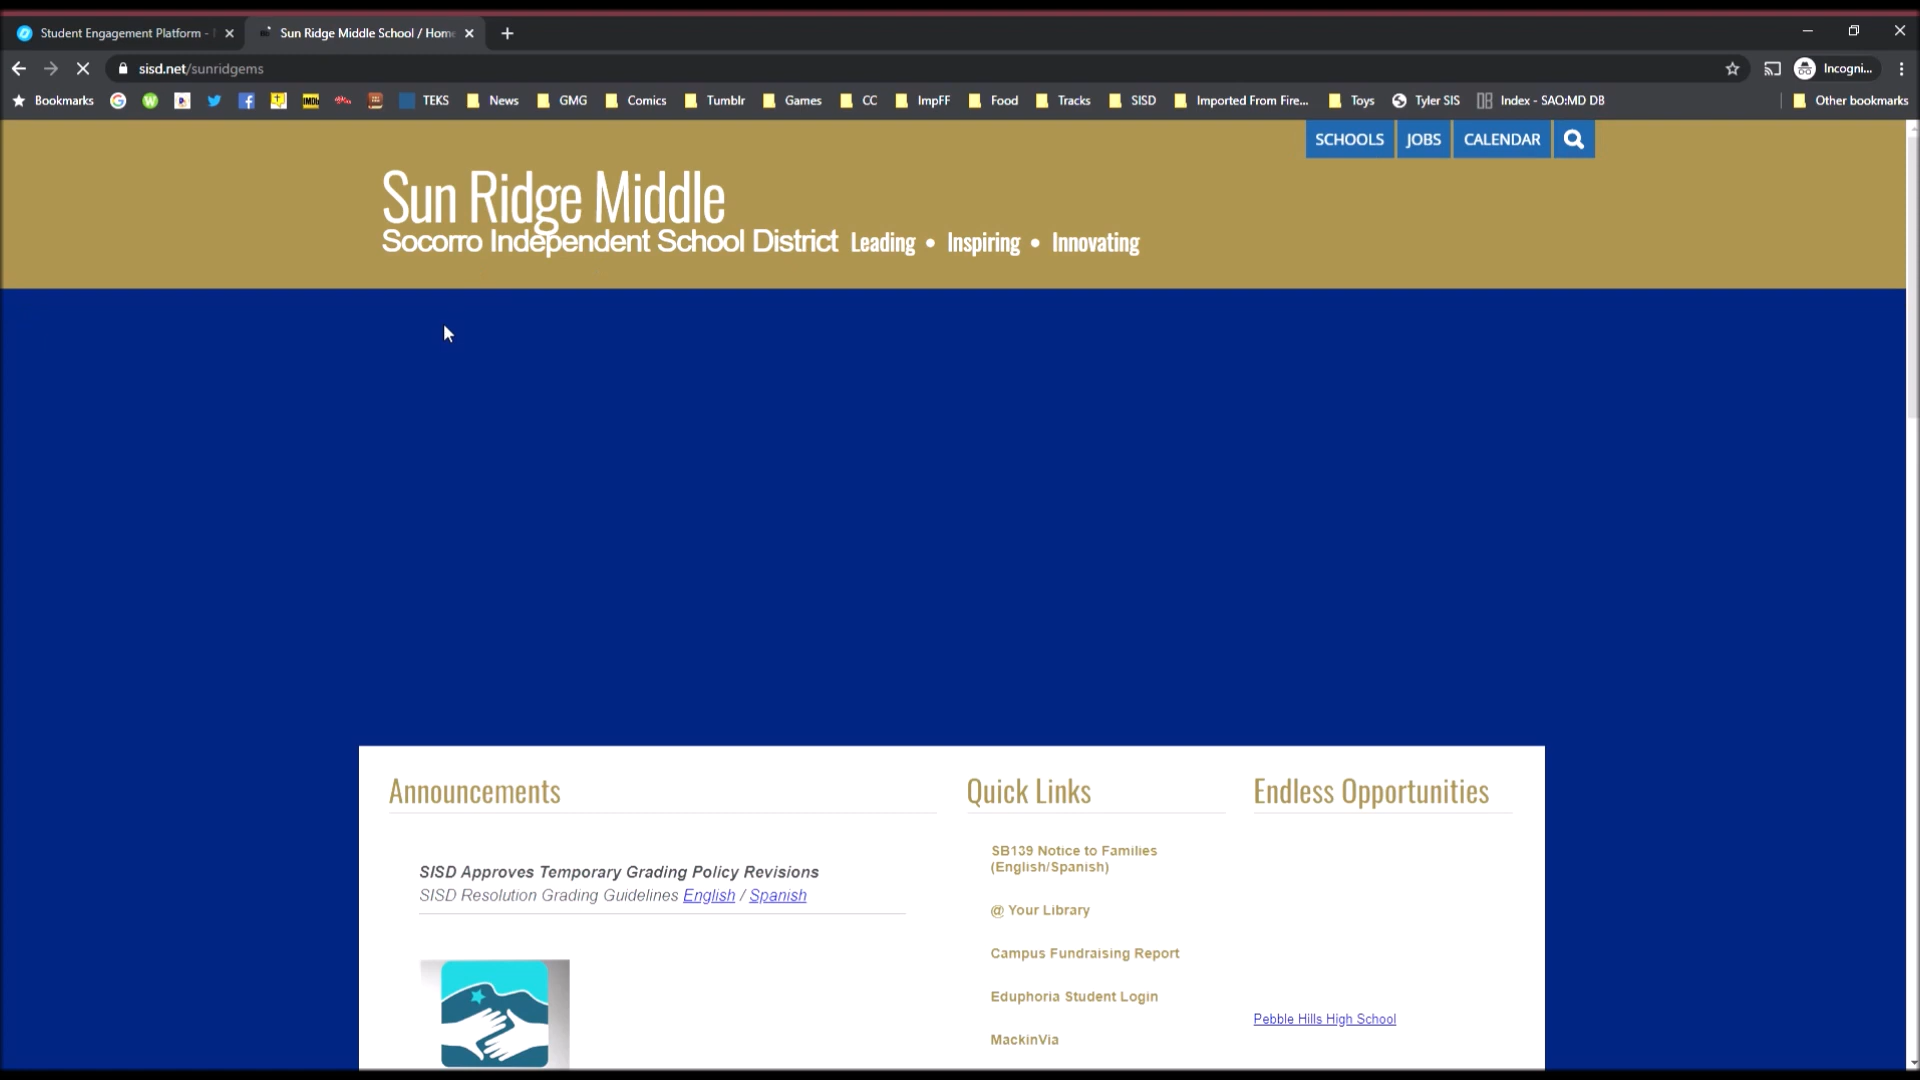 Student Engagement Platform -
Sun Ridge Middle School / Home
sisd.net/sunridgems
Incogni...
Bookmarks
TEKS
News
GMG
Comics
Tumblr
Games
CC
ImpFF
Food
Tracks
SISD
Imported From Fire...
Toys
Tyler SIS
Index - SAO:MD DB
Other bookmarks
SCHOOLS
JOBS
CALENDAR
Sun Ridge Middle
Socorro Independent School District Leading • Inspiring • Innovating
Announcements
SISD Approves Temporary Grading Policy Revisions
SISD Resolution Grading Guidelines English / Spanish
Quick Links
SB139 Notice to Families
(English/Spanish)
@ Your Library
Campus Fundraising Report
Eduphoria Student Login
MackinVia
Endless Opportunities
Pebble Hills High School